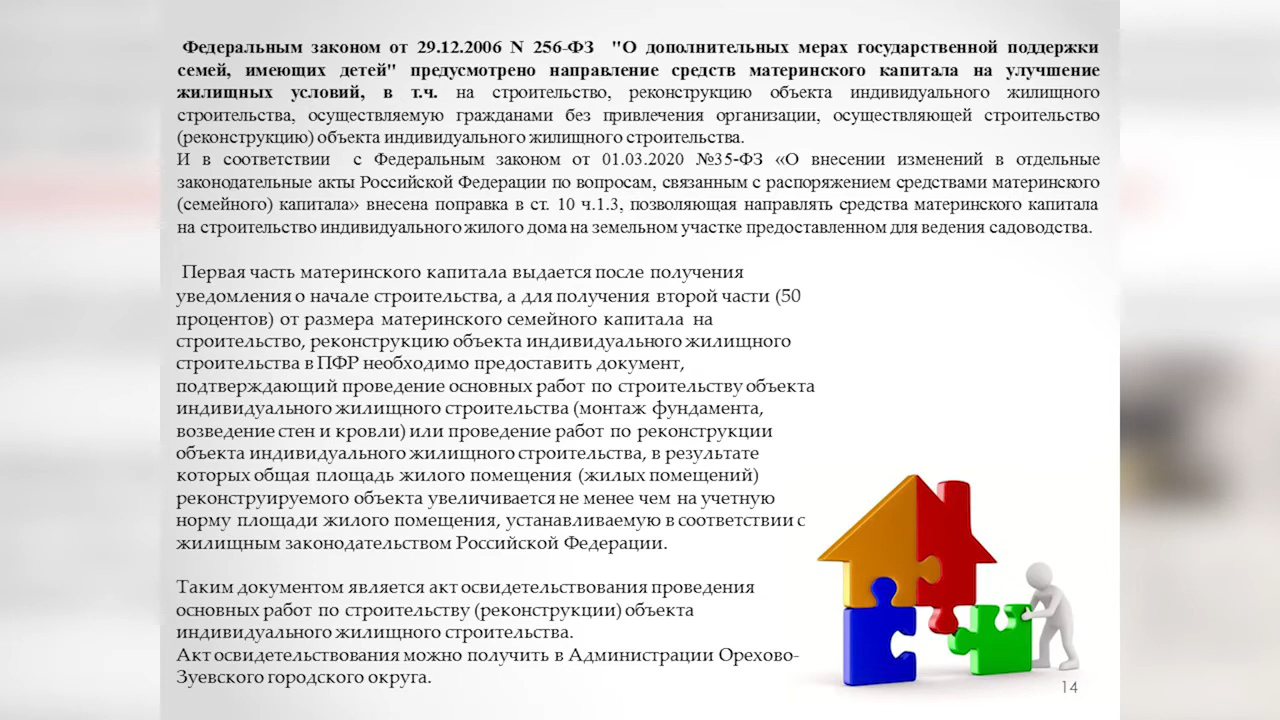 Федеральным законом от 29.12.2006 N 256-ФЗ "О дополнительных мерах государственной поддержки
семей, имеющих детей" предусмотрено направление средств материнского капитала на улучшение
жилищных условий, в т.ч. на строительство, реконструкцию объекта индивидуального жилищного
строительства, осуществляемую гражданами без привлечения организации, осуществляющей строительство
(реконструкцию) объекта индивидуального жилищного строительства.
И в соответствии с Федеральным законом от 01.03.2020 №35-ФЗ «О внесении изменений в отдельные
законодательные акты Российской Федерации по вопросам, связанным с распоряжением средствами материнского
(семейного) капитала» внесена поправка в ст. 10 ч.1.3, позволяющая направлять средства материнского капитала
на строительство индивидуального жилого дома на земельном участке предоставленном для ведения садоводства.
Первая часть материнского капитала выдается после получения
уведомления о начале строительства, а для получения второй части (50
процентов) от размера материнского семейного капитала на
строительство, реконструкцию объекта индивидуального жилищного
строительства в ПФР необходимо предоставить документ,
подтверждающий проведение основных работ по строительству объекта
индивидуального жилищного строительства (монтаж фундамента,
возведение стен и кровли) или проведение работ по реконструкции
объекта индивидуального жилищного строительства, в результате
которых общая площадь жилого помещения (жилых помещений)
реконструируемого объекта увеличивается не менее чем на учетную
норму площади жилого помещения, устанавливаемую в соответствии с
жилищным законодательством Российской Федерации.
Таким документом является акт освидетельствования проведения
основных работ по строительству (реконструкции) объекта
индивидуального жилищного строительства.
Акт освидетельствования можно получить в Администрации Орехово-
Зуевского городского округа.
14